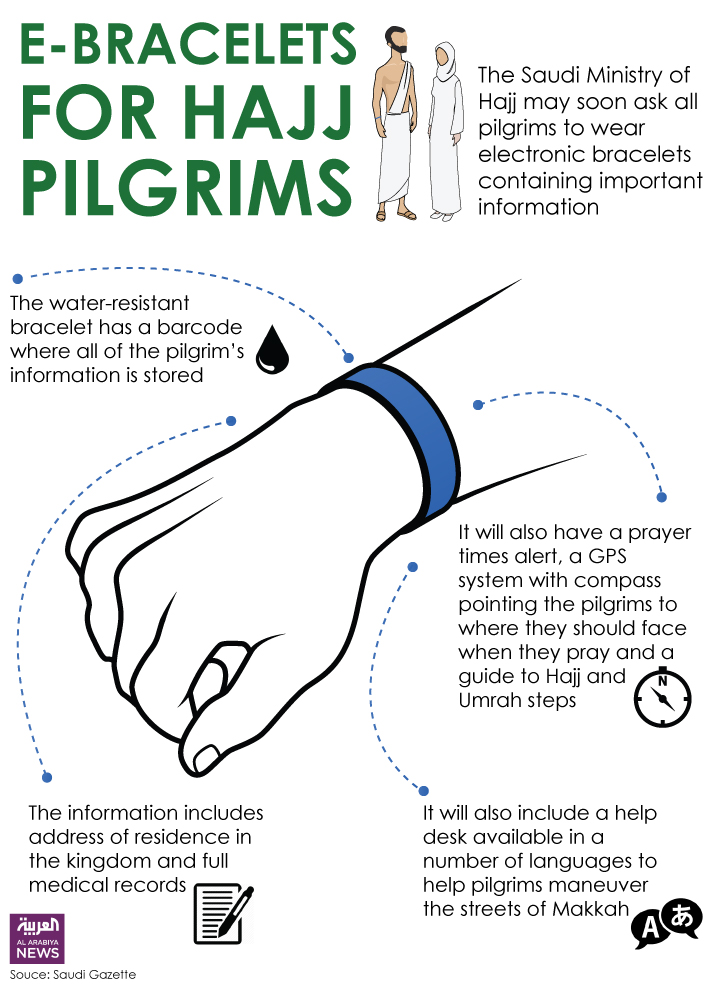 E-BRACELETS
FOR HAJJ
PILGRIMS
The Saudi Ministry of
Hajj may soon ask all
pilgrims to wear
electronic bracelets
containing important
information
The water-resistant
bracelet has a barcode
where all of the pilgrim's
information is stored
It will also have a prayer
times alert, a GPS
system with compass
pointing the pilgrims to
where they should face
when they pray and a
guide to Hajj and
Umrah steps
N
The information includes
address of residence in
the kingdom and full
medical records
It will also include a help
desk available in a
number of languages to
help pilgrims maneuver
the streets of Makkah
A あ
العربية
AL ARABIYA
NEWS
Souce: Saudi Gazette